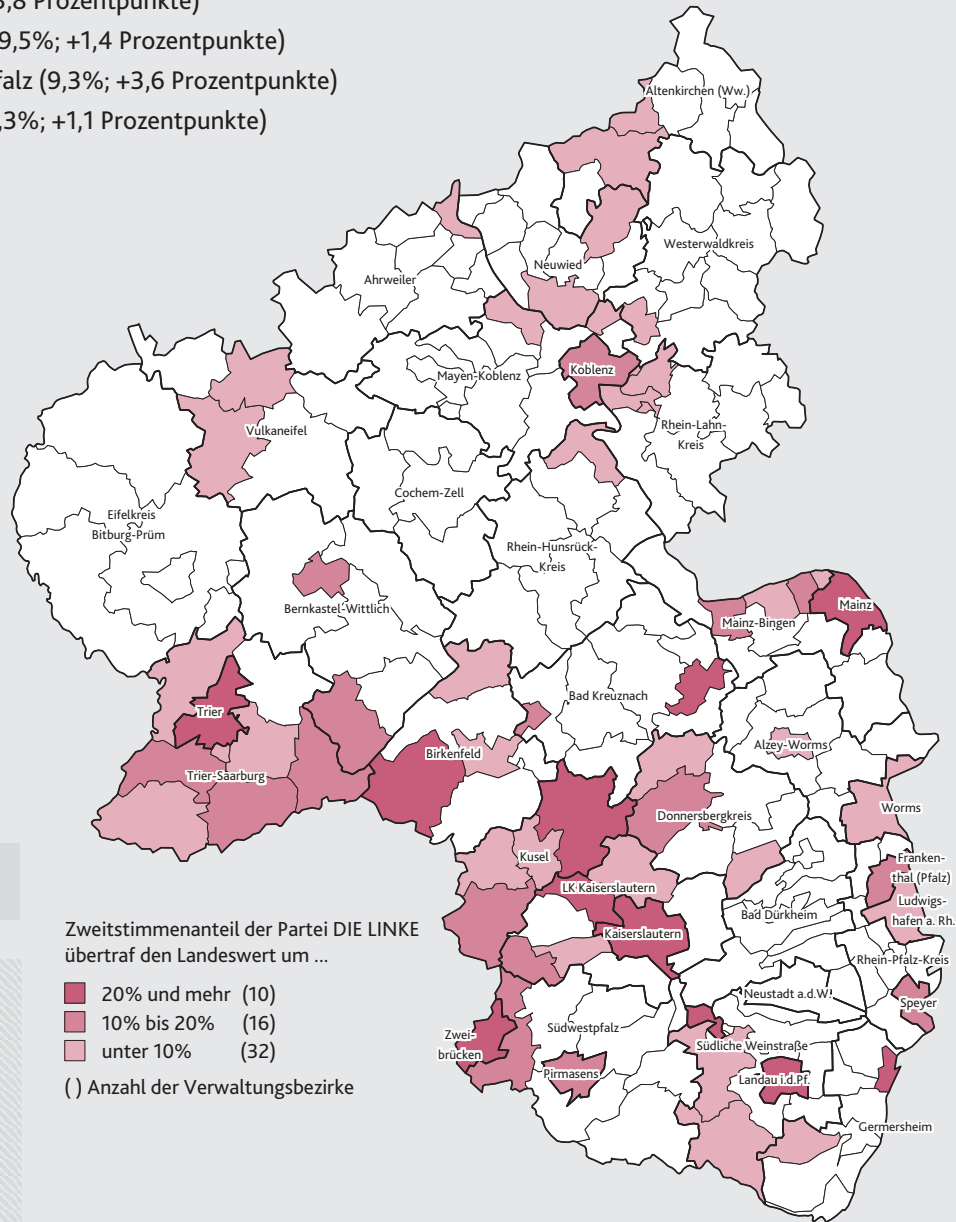 ,8 Prozentpunkte)
9,5%; +1,4 Prozentpunkte)
falz (9,3%; +3,6 Prozentpunkte)
,3%; +1,1 Prozentpunkte)
Altenkirchen (Ww.)
Westerwaldkreis
Neuwied
Ahrweiler
Koblenz
Mayen-Koblenz
Rhein-Lahn-
Kreis
Vulkaneifel
Cochem-Zell
Eifelkreis
Bitburg-Prüm
Rhein-Hunsrück-
Kreis
Bernkastel-Wittlich
Mainz
Mainz-Bingen
Bad Kreuznach
Trier
Alzey-Worms
Birkenfeld
Trier-Saarburg
Worms
Donnersbergkreis
Kusel
Franken-
thal (Pfalz)
LK Kaiserslautern
Ludwigs-
hafen a. Rh.
Bad Dürkheim
Kaiserslautern
Rhein-Pfalz-Kreis
Neustadt a.d.W.
Speyer
Südwestpfalz
Zwei-
brücken
Südliche Weinstraße
Pirmasens
Landau i.d.Pf.
Germersheim
Zweitstimmenanteil der Partei DIE LINKE
übertraf den Landeswert um ...
20% und mehr (10)
10% bis 20% (16)
unter 10% (32)
( ) Anzahl der Verwaltungsbezirke